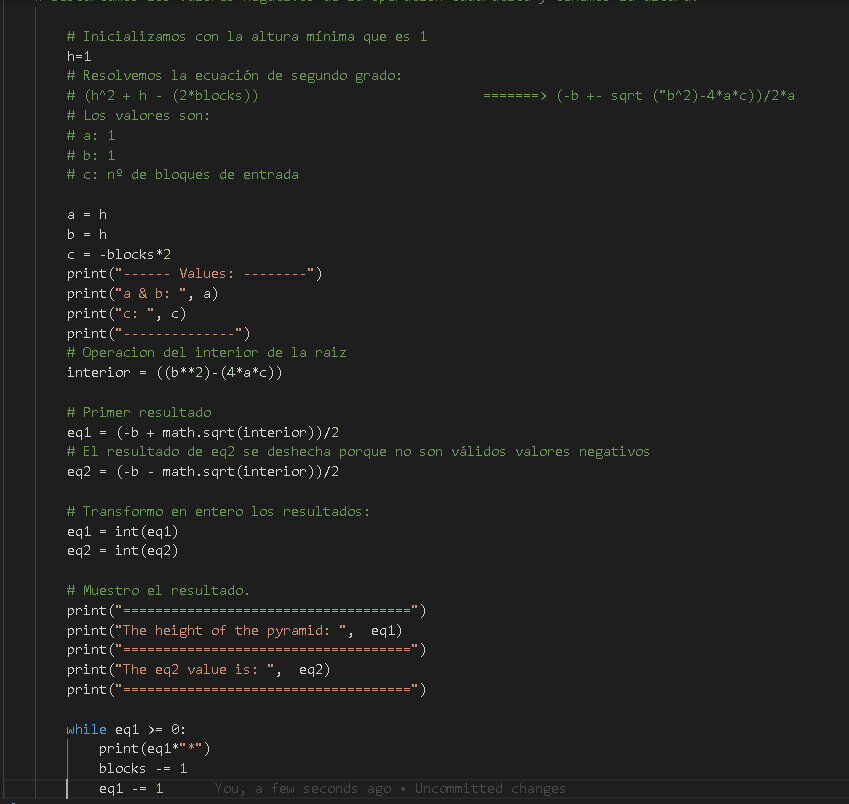 # Inicializamos con la altura mínima que es 1
h=1
# Resolvemos la ecuación de segundo grado:
# (h^2 + h - (2*blocks)) =======> (-b +- sqrt ("b^2)-4*a*c))/2*a
# Los valores son:
# a: 1
# b: 1
# c: nº de bloques de entrada
a = h
b = h
c = -blocks*2
print("------ Values: --------")
print("a & b: ", a)
print("c: ", c)
print("--------------")
# Operacion del interior de la raiz
interior = ((b**2)-(4*a*c))
# Primer resultado
eq1 = (-b + math.sqrt(interior))/2
# El resultado de eq2 se deshecha porque no son válidos valores negativos
eq2 = (-b - math.sqrt(interior))/2
# Transformo en entero los resultados:
eq1 = int(eq1)
eq2 = int(eq2)
# Muestro el resultado.
print("====================================")
print("The height of the pyramid: ",  eq1)
print("====================================")
print("The eq2 value is: ",  eq2)
print("====================================")
while eq1 >= 0:
print(eq1*"*")
blocks -= 1
eq1 -= 1 You, a few seconds ago • Uncommitted changes